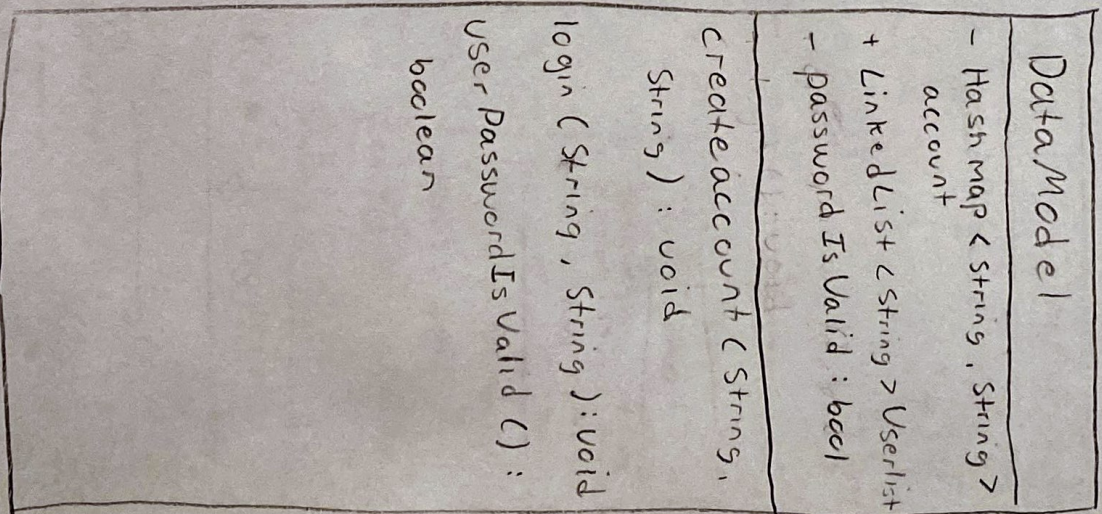 DataModel
- Hashmap<String, String>
account
+ LinkedList<String> Userlist
- passwordIsValid : bool
createaccount(String,
String) : void
login(String, String):void
userPasswordIsValid() :
boolean